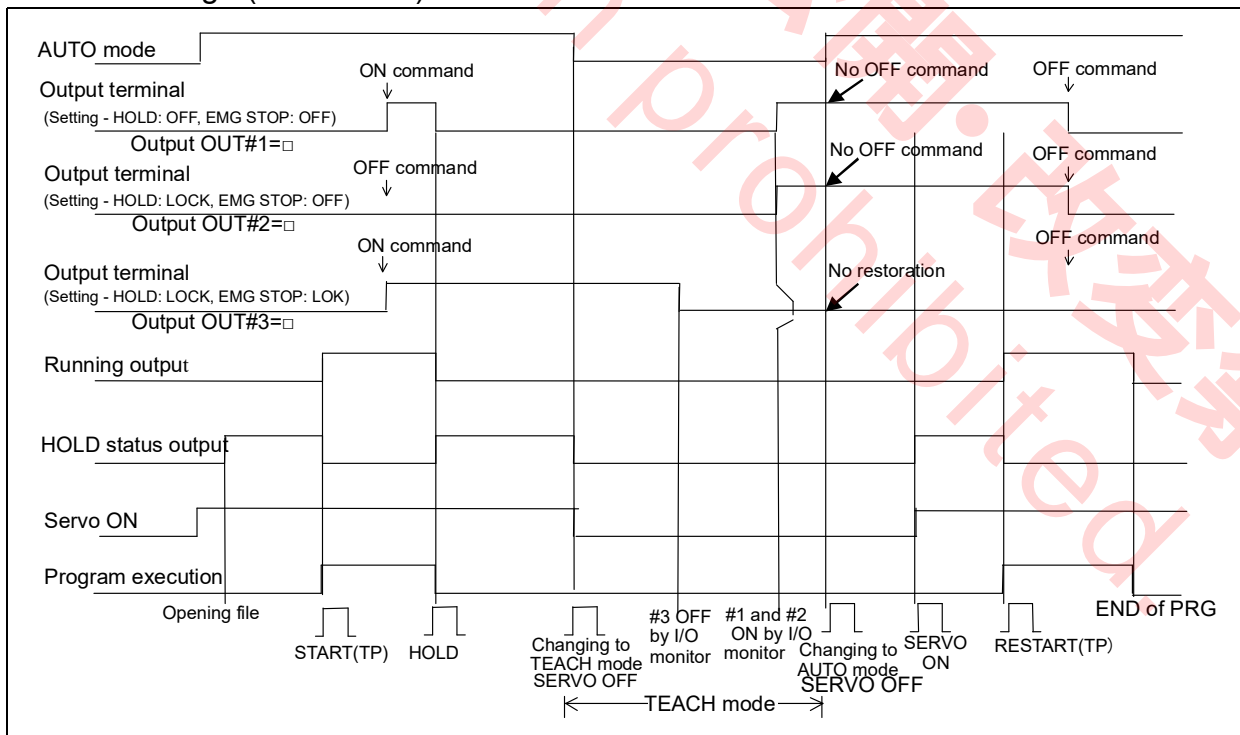 AUTO mode
ON command
No OFF command
OFF command
Output terminal
(Setting - HOLD: OFF, EMG STOP: OFF)
Output OUT#1=□
No OFF command
OFF command
OFF command
Output terminal
(Setting - HOLD: LOCK, EMG STOP: OFF)
Output OUT#2=□
ON command
OFF command
Output terminal
No restoration
(Setting - HOLD: LOCK, EMG STOP: LOK)
Output OUT#3=□
Running output
HOLD status output
Servo ON
Program execution
Opening file
START(TP)
HOLD
Changing to
TEACH mode
SERVO OFF
#3 OFF
by I/O
monitor
#1 and #2
ON by I/O
monitor
Changing to
AUTO mode
SERVO OFF
SERVO
ON
RESTART(TP)
END of PRG
TEACH mode
開・改変
prohibited.